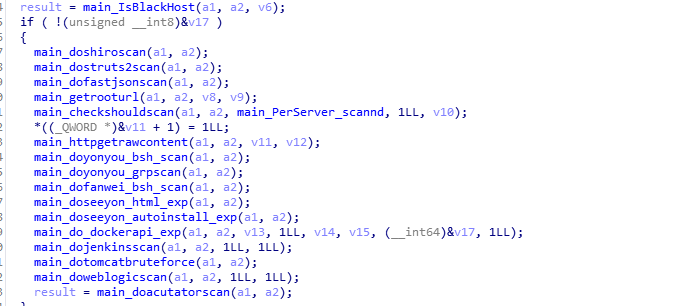 result = main_IsBlackHost(a1, a2, v6);
if ( !(unsigned __int8)&v17 )
{
main_doshiroscan(a1, a2);
main_dostruts2scan(a1, a2);
main_dofastjsonscan(a1, a2);
main_getrooturl(a1, a2, v8, v9);
main_checkshouldscan(a1, a2, main_PerServer_scannd, 1LL, v10);
*((_QWORD *)&v11 + 1) = 1LL;
main_httpgetrawcontent(a1, a2, v11, v12);
main_doyonyou_bsh_scan(a1, a2);
main_doyonyou_grpscan(a1, a2);
main_dofanwei_bsh_scan(a1, a2);
main_doseeyon_html_exp(a1, a2);
main_doseeyon_autoinstall_exp(a1, a2);
main_do_dockerapi_exp(a1, a2, v13, 1LL, v14, v15, (__int64)&v17, 1LL);
main_dojenkinsscan(a1, a2, 1LL, 1LL);
main_dotomcatbruteforce(a1, a2);
main_doweblogicscan(a1, a2, 1LL, 1LL);
result = main_doacutatorscan(a1, a2);